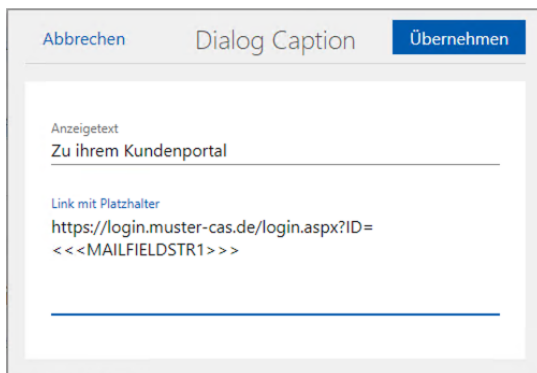 Abbrechen Dialog Caption Übernehmen
Anzeigetext
Zu ihrem Kundenportal
Link mit Platzhalter
https://login.muster-cas.de/login.aspx?ID=
<<<MAILFIELDSTR1>>>